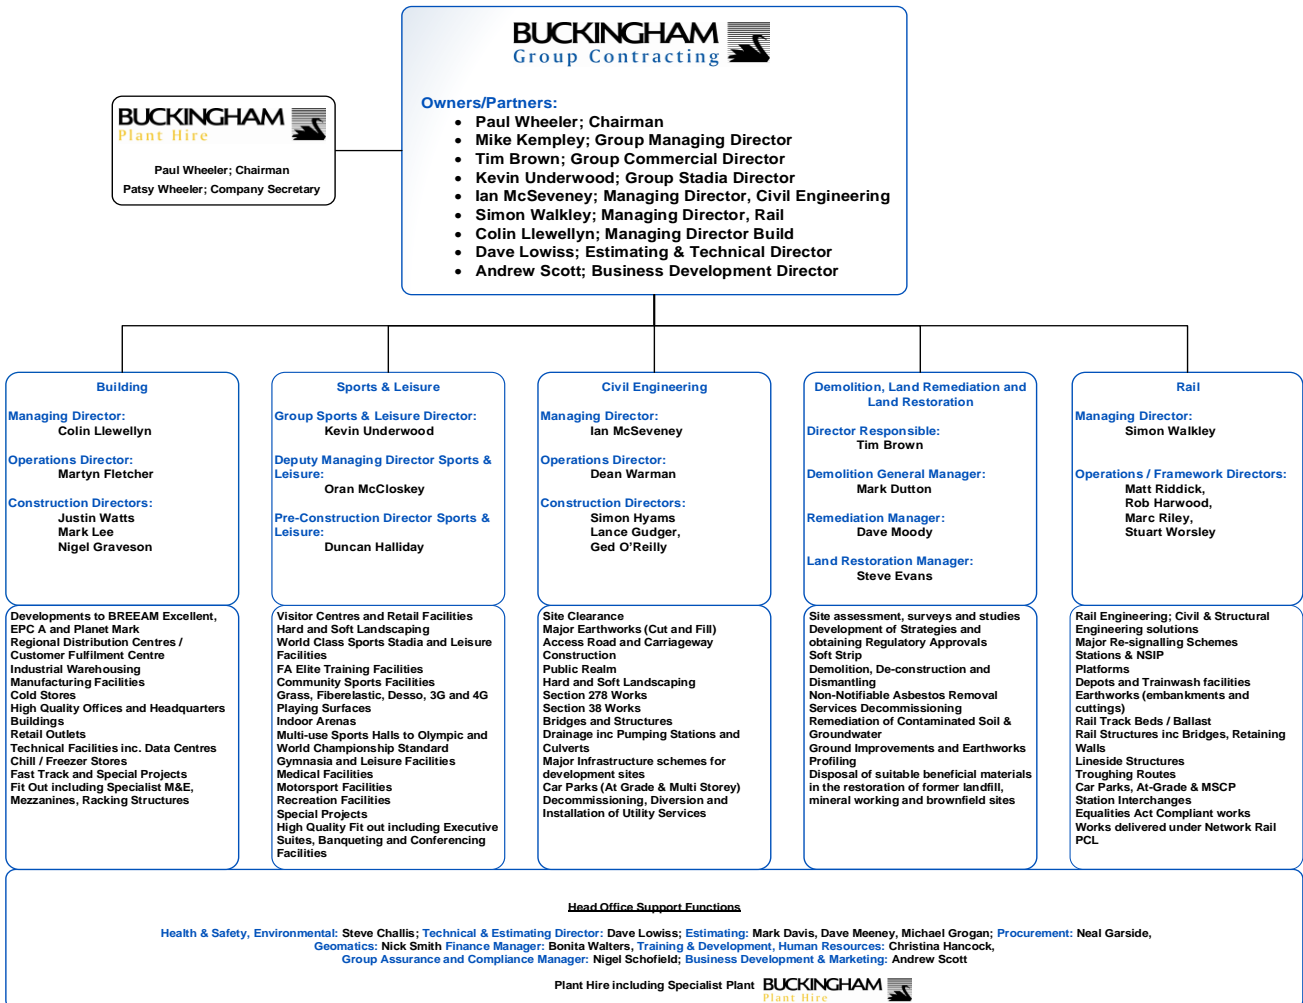 BUCKINGHAM
Group Contracting
Owners/Partners:
• Paul Wheeler; Chairman
• Mike Kempley; Group Managing Director
• Tim Brown; Group Commercial Director
• Kevin Underwood; Group Stadia Director
• Ian McSeveney; Managing Director, Civil Engineering
• Simon Walkley; Managing Director, Rail
• Colin Llewellyn; Managing Director Build
• Dave Lowiss; Estimating & Technical Director
• Andrew Scott; Business Development Director
BUCKINGHAM
Plant Hire
Paul Wheeler; Chairman
Patsy Wheeler; Company Secretary
Building
Managing Director:
Colin Llewellyn
Operations Director:
Martyn Fletcher
Construction Directors:
Justin Watts
Mark Lee
Nigel Graveson
Developments to BREEAM Excellent,
EPC A and Planet Mark
Regional Distribution Centres /
Customer Fulfilment Centre
Industrial Warehousing
Manufacturing Facilities
Cold Stores
High Quality Offices and Headquarters
Buildings
Retail Outlets
Technical Facilities inc. Data Centres
Chill / Freezer Stores
Fast Track and Special Projects
Fit Out including Specialist M&E,
Mezzanines, Racking Structures
Sports & Leisure
Group Sports & Leisure Director:
Kevin Underwood
Deputy Managing Director Sports &
Leisure:
Oran McCloskey
Pre-Construction Director Sports &
Leisure:
Duncan Halliday
Visitor Centres and Retail Facilities
Hard and Soft Landscaping
World Class Sports Stadia and Leisure
Facilities
FA Elite Training Facilities
Community Sports Facilities
Grass, Fiberelastic, Desso, 3G and 4G
Playing Surfaces
Indoor Arenas
Multi-use Sports Halls to Olympic and
World Championship Standard
Gymnasia and Leisure Facilities
Medical Facilities
Motorsport Facilities
Recreation Facilities
Special Projects
High Quality Fit out including Executive
Suites, Banqueting and Conferencing
Facilities
Civil Engineering
Managing Director:
Ian McSeveney
Operations Director:
Dean Warman
Construction Directors:
Simon Hyams
Lance Gudger,
Ged O'Reilly
Site Clearance
Major Earthworks (Cut and Fill)
Access Road and Carriageway
Construction
Public Realm
Hard and Soft Landscaping
Section 278 Works
Section 38 Works
Bridges and Structures
Drainage inc Pumping Stations and
Culverts
Major Infrastructure schemes for
development sites
Car Parks (At Grade & Multi Storey)
Decommissioning, Diversion and
Installation of Utility Services
Demolition, Land Remediation and
Land Restoration
Director Responsible:
Tim Brown
Demolition General Manager:
Mark Dutton
Remediation Manager:
Dave Moody
Land Restoration Manager:
Steve Evans
Site assessment, surveys and studies
Development of Strategies and
obtaining Regulatory Approvals
Soft Strip
Demolition, De-construction and
Dismantling
Non-Notifiable Asbestos Removal
Services Decommissioning
Remediation of Contaminated Soil &
Groundwater
Ground Improvements and Earthworks
Profiling
Disposal of suitable beneficial materials
in the restoration of former landfill,
mineral working and brownfield sites
Rail
Managing Director:
Simon Walkley
Operations / Framework Directors:
Matt Riddick,
Rob Harwood,
Marc Riley,
Stuart Worsley
Rail Engineering; Civil & Structural
Engineering solutions
Major Re-signalling Schemes
Stations & NSIP
Platforms
Depots and Trainwash facilities
Earthworks (embankments and
cuttings)
Rail Track Beds / Ballast
Rail Structures inc Bridges, Retaining
Walls
Lineside Structures
Troughing Routes
Car Parks, At-Grade & MSCP
Station Interchanges
Equalities Act Compliant works
Works delivered under Network Rail
PCL
Head Office Support Functions
Health & Safety, Environmental: Steve Challis; Technical & Estimating Director: Dave Lowiss; Estimating: Mark Davis, Dave Meeney, Michael Grogan; Procurement: Neal Garside,
Geomatics: Nick Smith Finance Manager: Bonita Walters, Training & Development, Human Resources: Christina Hancock,
Group Assurance and Compliance Manager: Nigel Schofield; Business Development & Marketing: Andrew Scott
Plant Hire including Specialist Plant BUCKINGHAM
Plant Hire